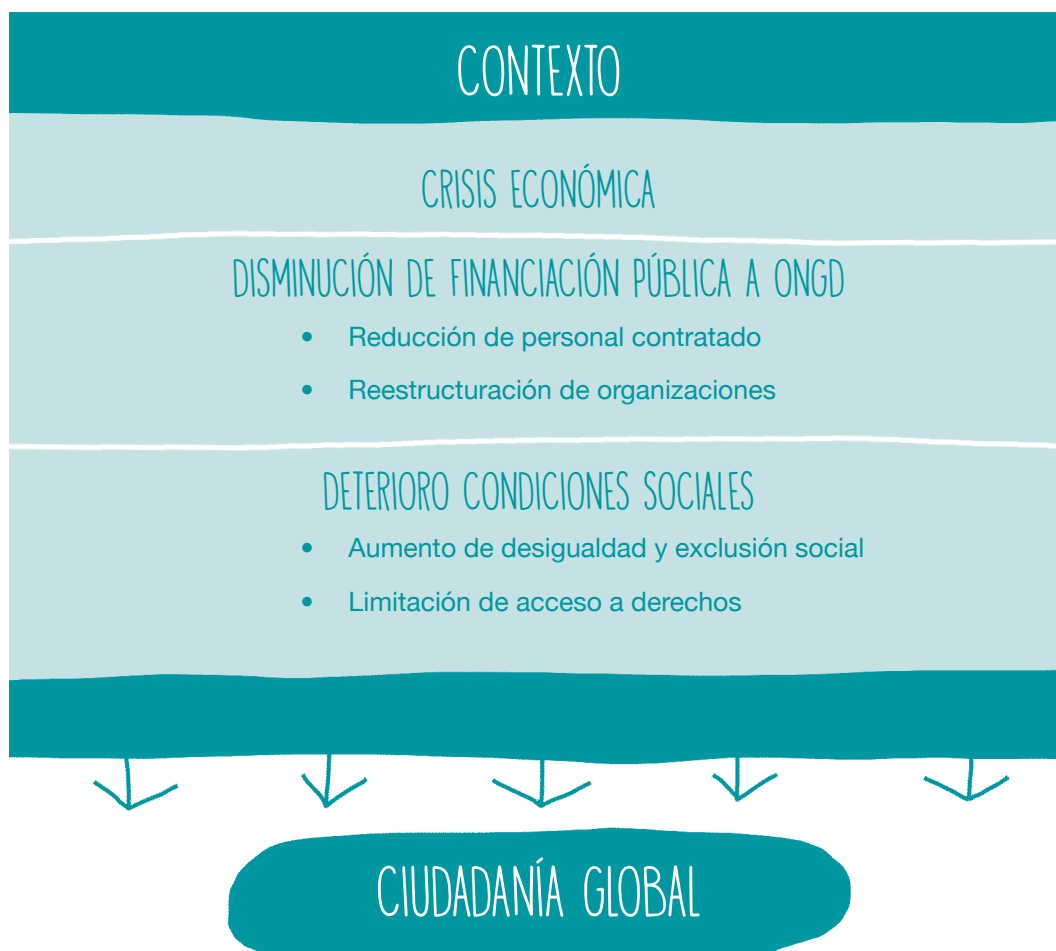 CONTEXTO
CRISIS ECONÓMICA
DISMINUCIÓN DE FINANCIACIÓN PÚBLICA A ONGD
• Reducción de personal contratado
• Reestructuración de organizaciones
DETERIORO CONDICIONES SOCIALES
• Aumento de desigualdad y exclusión social
• Limitación de acceso a derechos
CIUDADANÍA GLOBAL